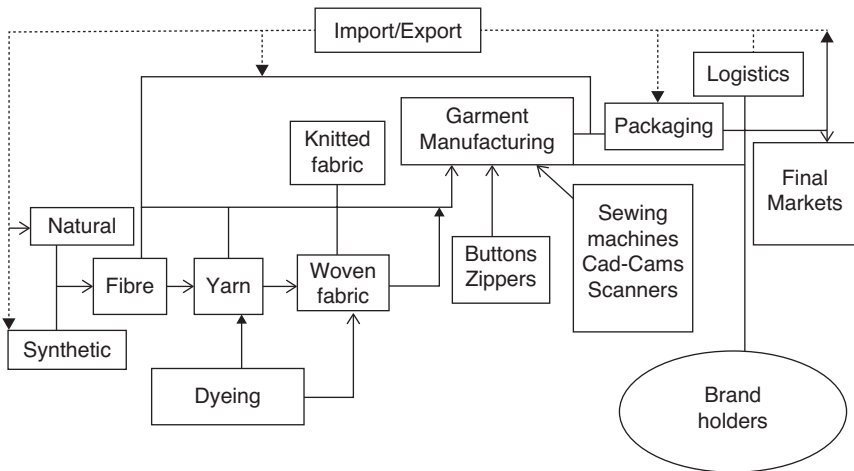 Import/Export
Logistics
Garment
Manufacturing
Packaging
Knitted
fabric
Final
Markets
Natural
Sewing
machines
Cad-Cams
Scanners
Buttons
Zippers
Fibre
Yarn
Woven
fabric
Synthetic
Dyeing
Brand
holders